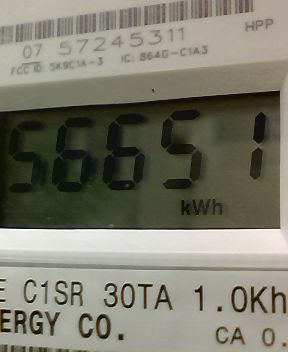 07 57245311
HPP
FCC ID: SK9C1A-3 IC: 864G-C1A3
56651
kWh
E C1SR 30TA 1.0Kh
ERGY CO.
CA 0.